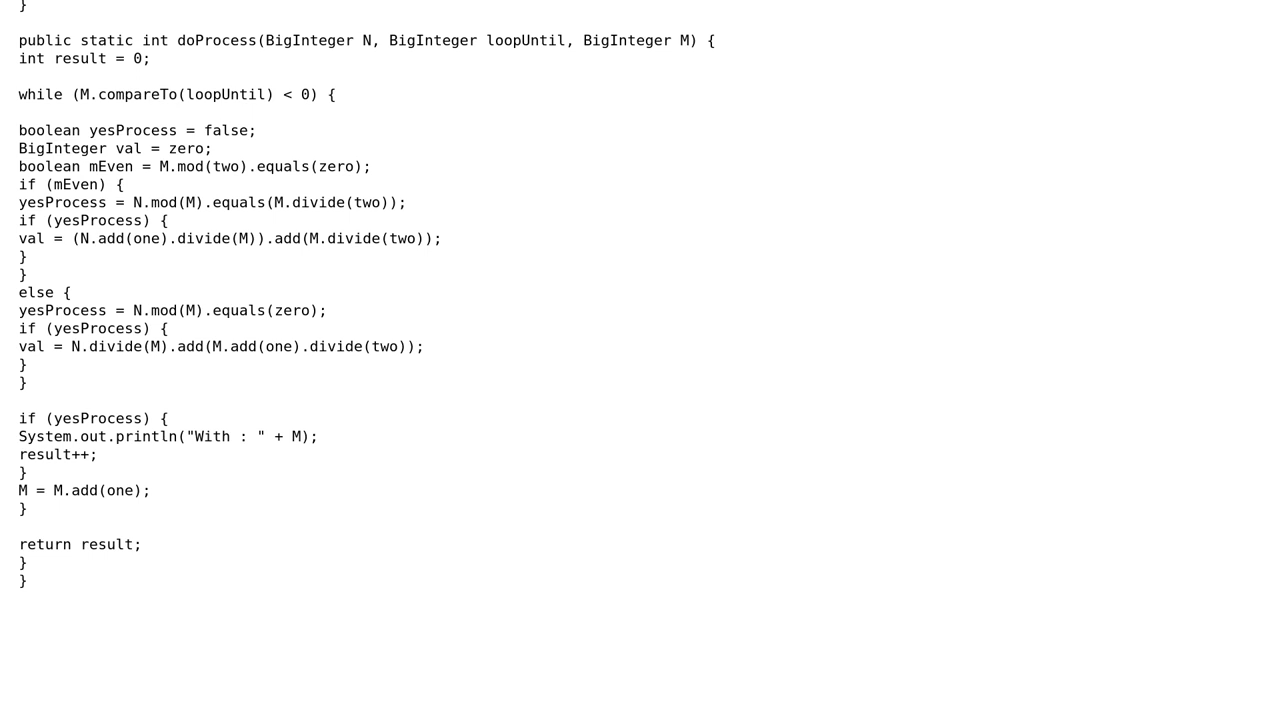 }
public static int doProcess(BigInteger N, BigInteger loopUntil, BigInteger M) {
int result = 0;
while (M.compareTo(loopUntil) < 0) {
boolean yesProcess = false;
BigInteger val = zero;
boolean mEven = M.mod(two).equals(zero);
if (mEven) {
yesProcess = N.mod(M).equals(M.divide(two));
if (yesProcess) {
val = (N.add(one).divide(M)).add(M.divide(two));
}
}
else {
yesProcess = N.mod(M).equals(zero);
if (yesProcess) {
val = N.divide(M).add(M.add(one).divide(two));
}
}
if (yesProcess) {
System.out.println("With : " + M);
result++;
}
M = M.add(one);
}
return result;
}
}